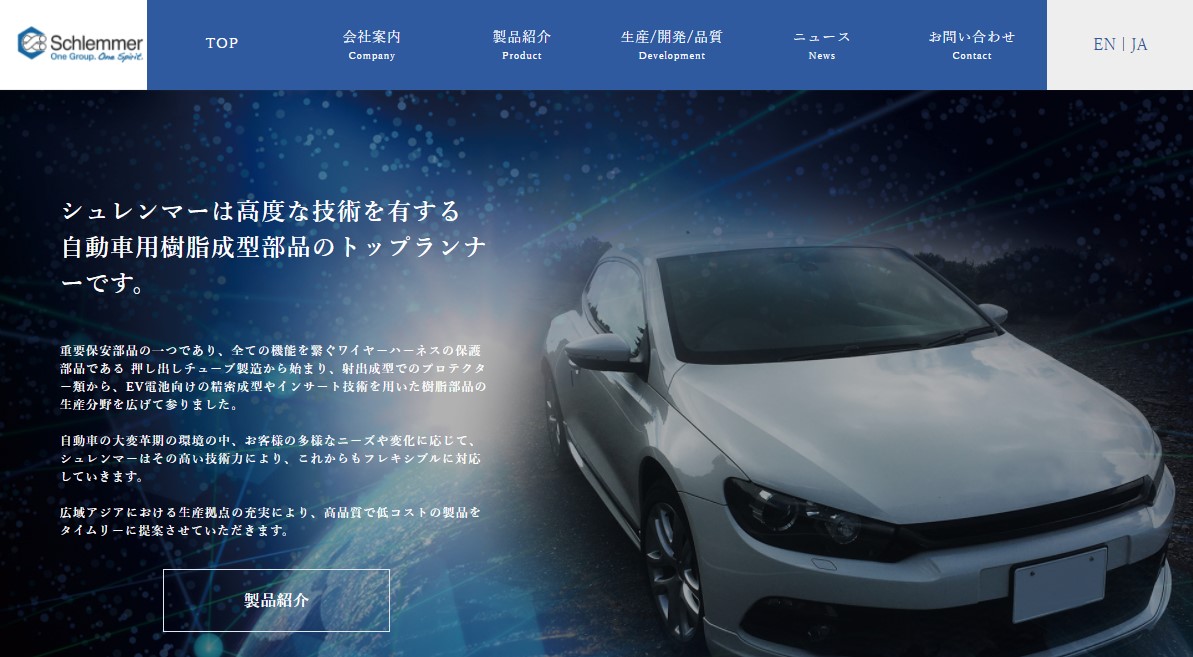 Schlemmer
One Group. One Spirit.
TOP
会社案内
Company
製品紹介
Product
生産/開発/品質
Development
ニュース
News
お問い合わせ
Contact
EN | JA
シュレンマーは高度な技術を有する
自動車用樹脂成型部品のトップランナ
ーです。
重要保安部品の一つであり、全ての機能を繋ぐワイヤーハーネスの保護
部品である 押し出しチューブ製造から始まり、射出成型でのプロテクタ
ー類から、EV電池向けの精密成型やインサート技術を用いた樹脂部品の
生産分野を広げて参りました。
自動車の大変革期の環境の中、お客様の多様なニーズや変化に応じて、
シュレンマーはその高い技術力により、これからもフレキシブルに対応
していきます。
広域アジアにおける生産拠点の充実により、高品質で低コストの製品を
タイムリーに提案させていただきます。
製品紹介